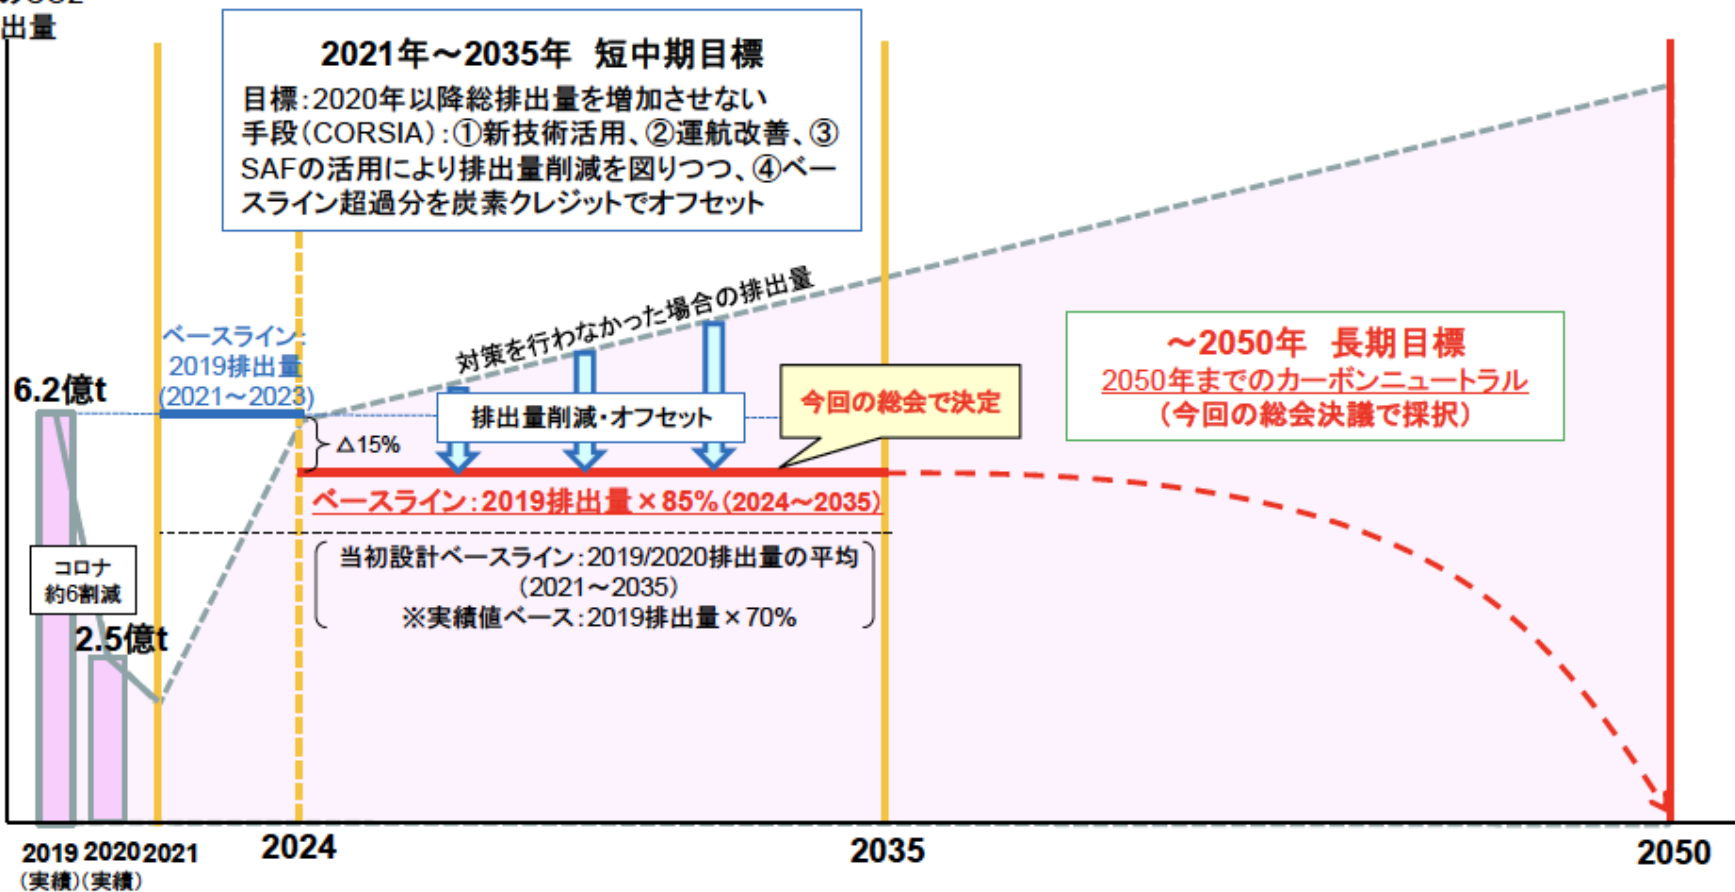 出量
2021年～2035年 短中期目標
目標：2020年以降総排出量を増加させない
手段（CORSIA）：①新技術活用、②運航改善、③
SAFの活用により排出量削減を図りつつ、④ベー
スライン超過分を炭素クレジットでオフセット
対策を行わなかった場合の排出量
ベースライン：
2019排出量
(2021～2023)
6.2億t
△15%
排出量削減・オフセット
今回の総会で決定
～2050年 長期目標
2050年までのカーボンニュートラル
（今回の総会決議で採択）
ベースライン：2019排出量×85%（2024～2035）
当初設計ベースライン：2019/2020排出量の平均
（2021～2035）
※実績値ベース：2019排出量×70%
コロナ
約6割減
2.5億t
2019 2020 2021 2024 2035 2050
（実績）（実績）